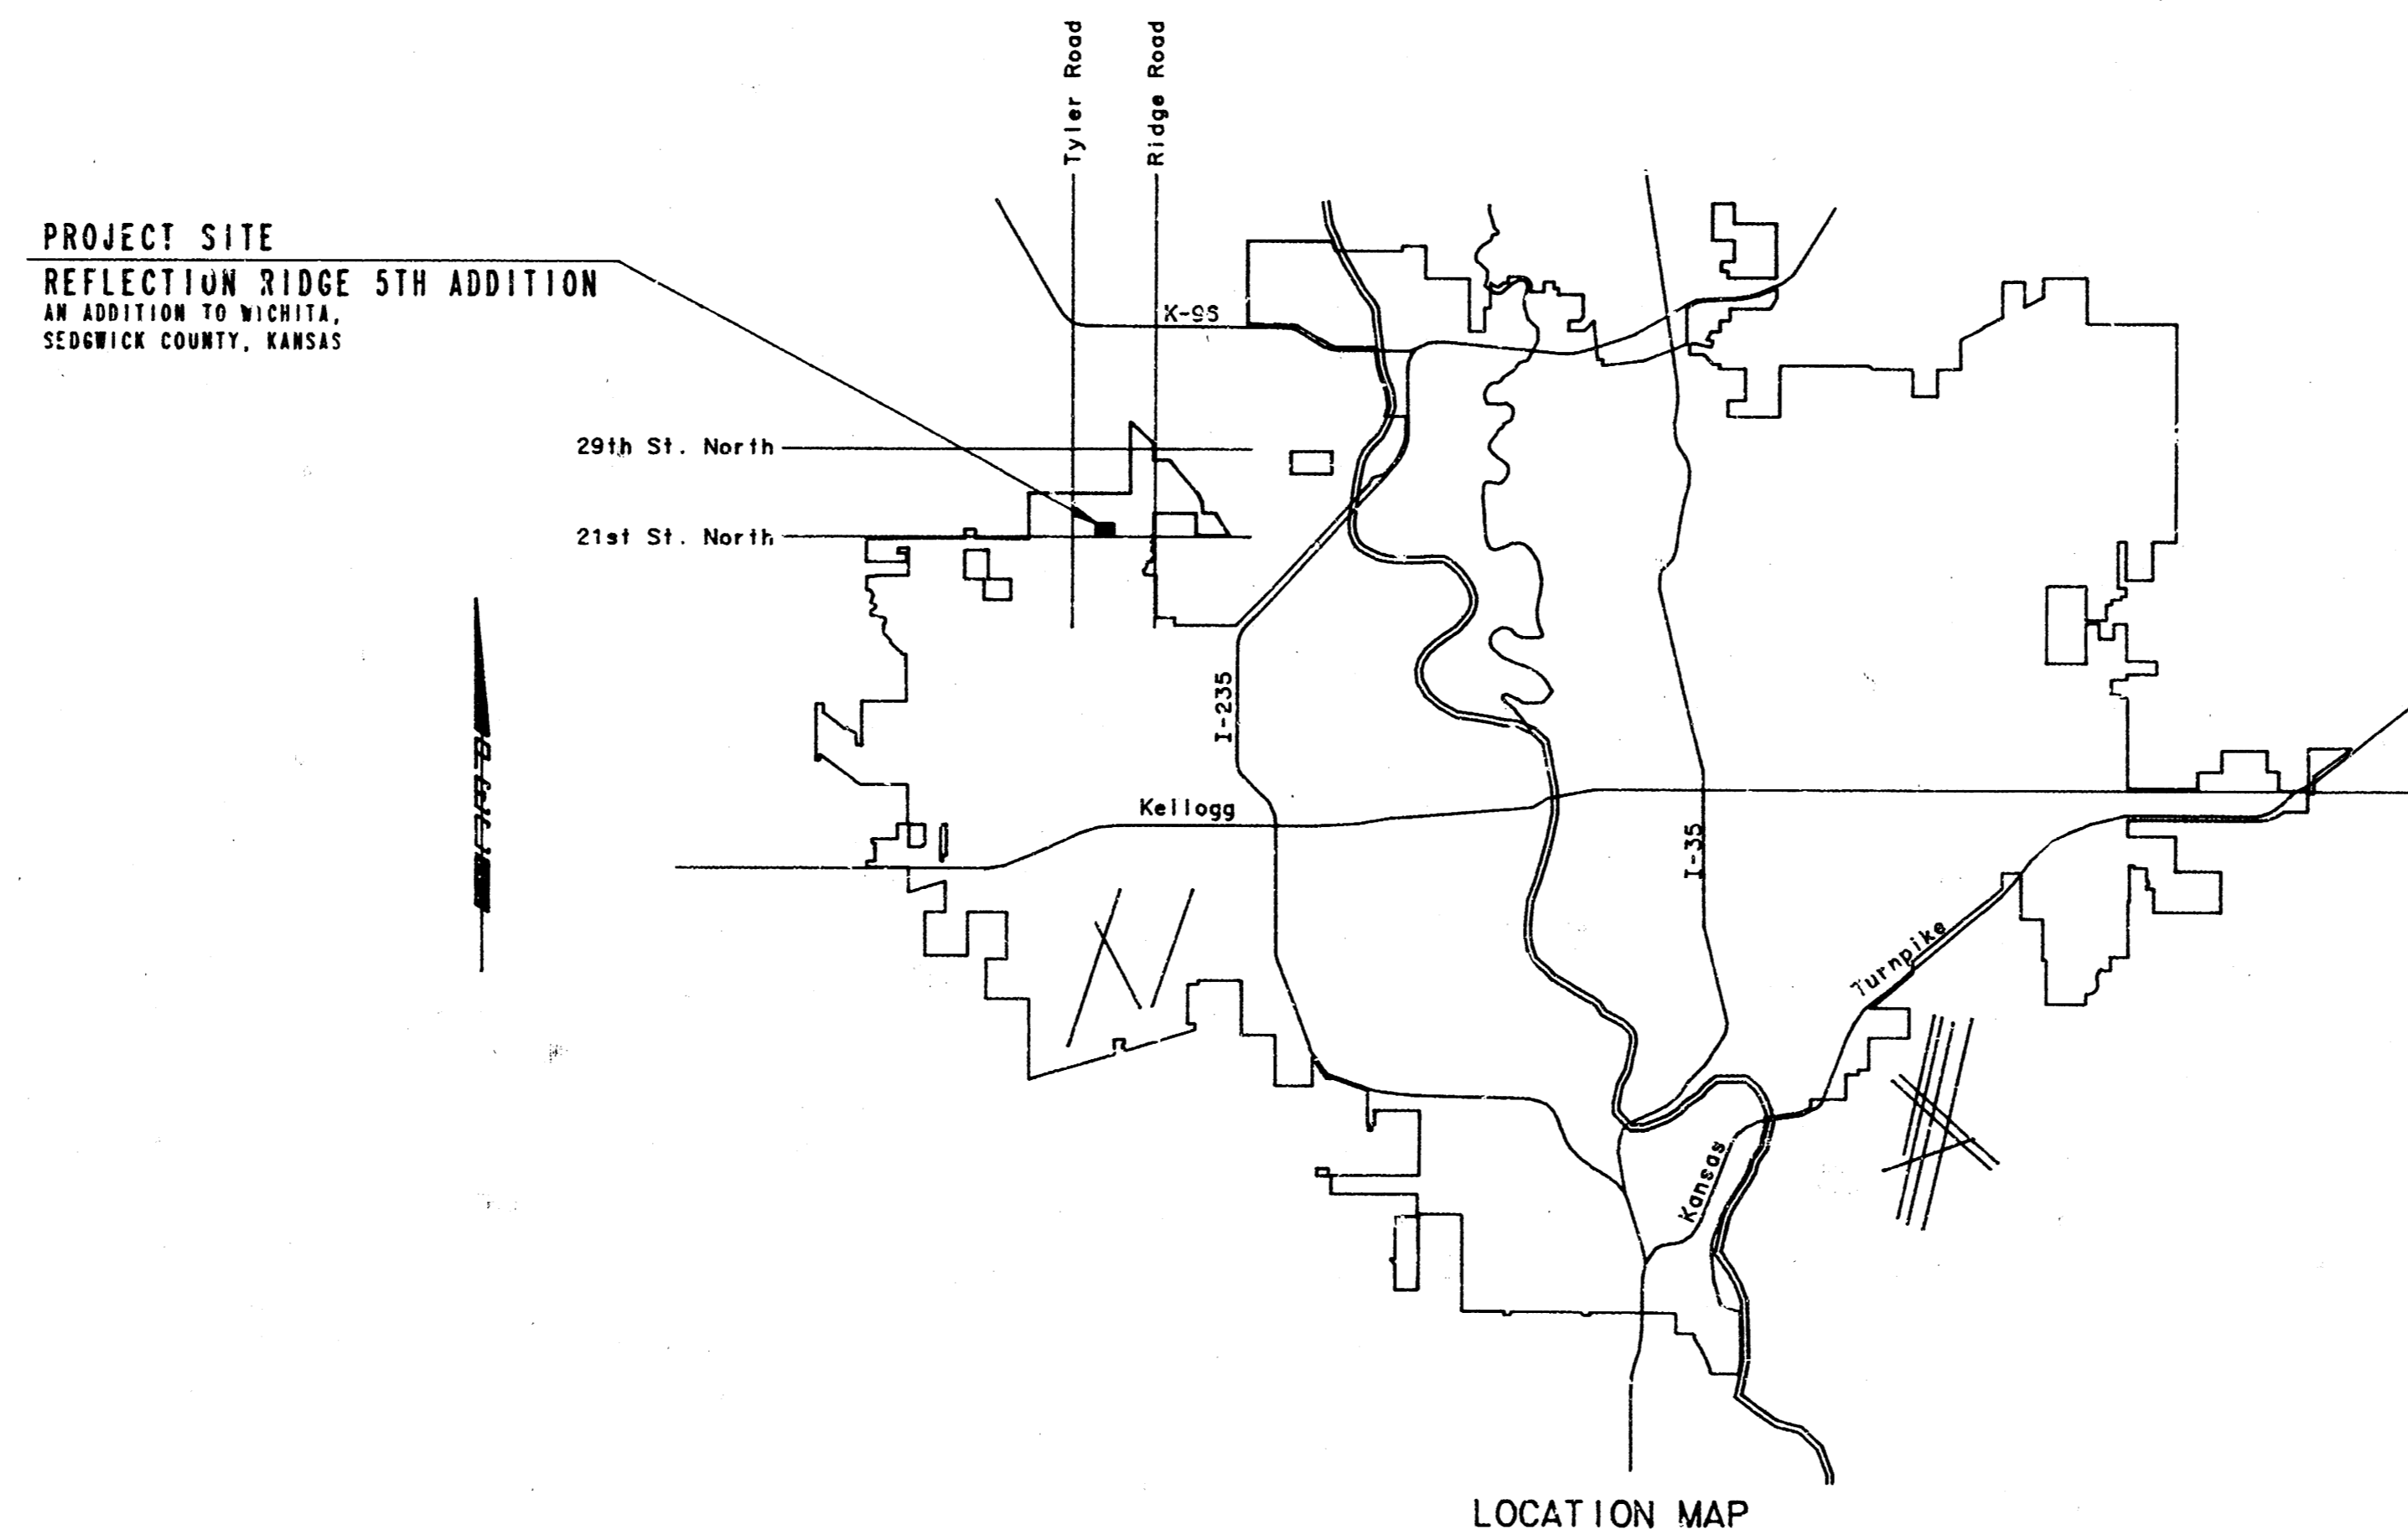 Tyler Road
Ridge Road
PROJECT SITE
REFLECTION RIDGE 5TH ADDITION
AN ADDITION TO WICHITA,
SEDGWICK COUNTY, KANSAS
29th St. North
21st St. North
I-235
Kellogg
I-35
Turnpike
Kansas
LOCATION MAP